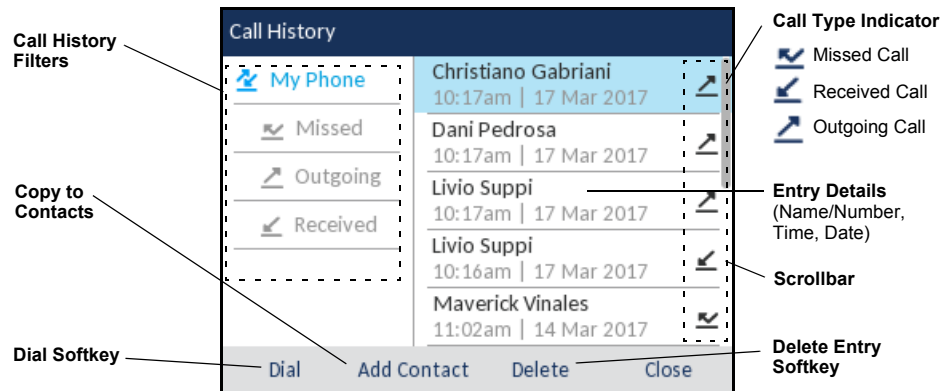 Call History
Filters
Copy to
Contacts
Dial Softkey
Call History
My Phone
Missed
Outgoing
Received
Christiano Gabriani
10:17am | 17 Mar 2017
Dani Pedrosa
10:17am | 17 Mar 2017
Livio Suppi
10:17am | 17 Mar 2017
Livio Suppi
10:16am | 17 Mar 2017
Maverick Vinales
11:02am | 14 Mar 2017
Dial Add Contact Delete Close
Call Type Indicator
Missed Call
Received Call
Outgoing Call
Entry Details
(Name/Number,
Time, Date)
Scrollbar
Delete Entry
Softkey